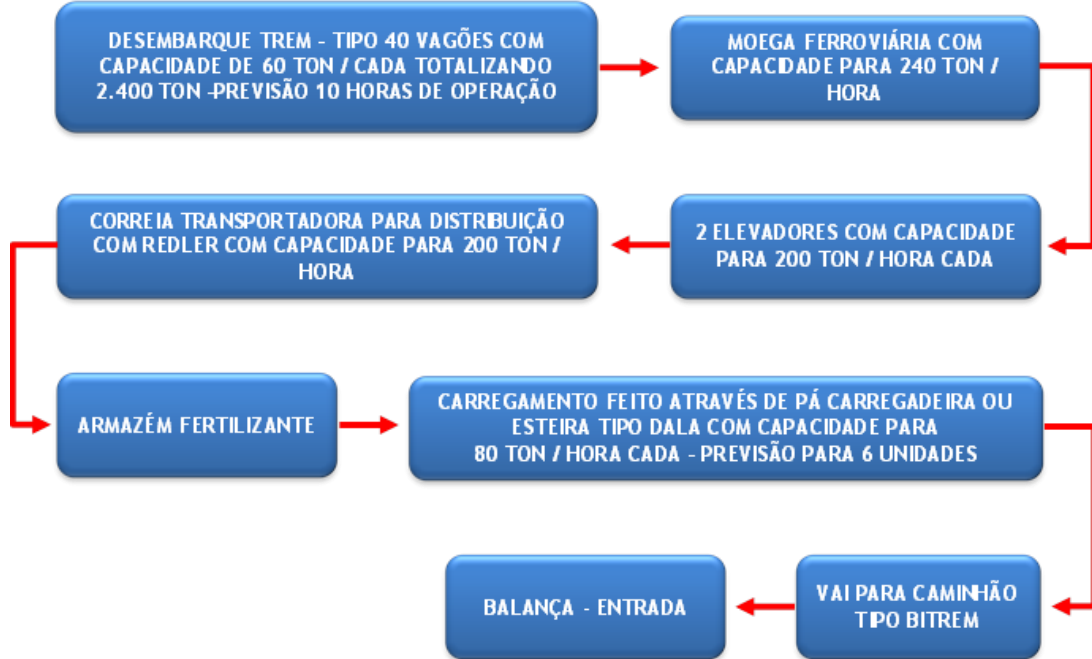 DESEMBARQUE TREM - TIPO 40 VAGÕES COM
CAPACIDADE DE 60 TON / CADA TOTALIZANDO
2.400 TON -PREVISÃO 10 HORAS DE OPERAÇÃO
MOEGA FERROVIÁRIA COM
CAPACIDADE PARA 240 TON /
HORA
2 ELEVADORES COM CAPACIDADE
PARA 200 TON / HORA CADA
CORREIA TRANSPORTADORA PARA DISTRIBUIÇÃO
COM REDLER COM CAPACIDADE PARA 200 TON /
HORA
ARMAZÉM FERTILIZANTE
CARREGAMENTO FEITO ATRAVÉS DE PÁ CARREGADEIRA OU
ESTEIRA TIPO DALA COM CAPACIDADE PARA
80 TON / HORA CADA - PREVISÃO PARA 6 UNIDADES
VAI PARA CAMINHÃO
TIPO BITREM
BALANÇA - ENTRADA